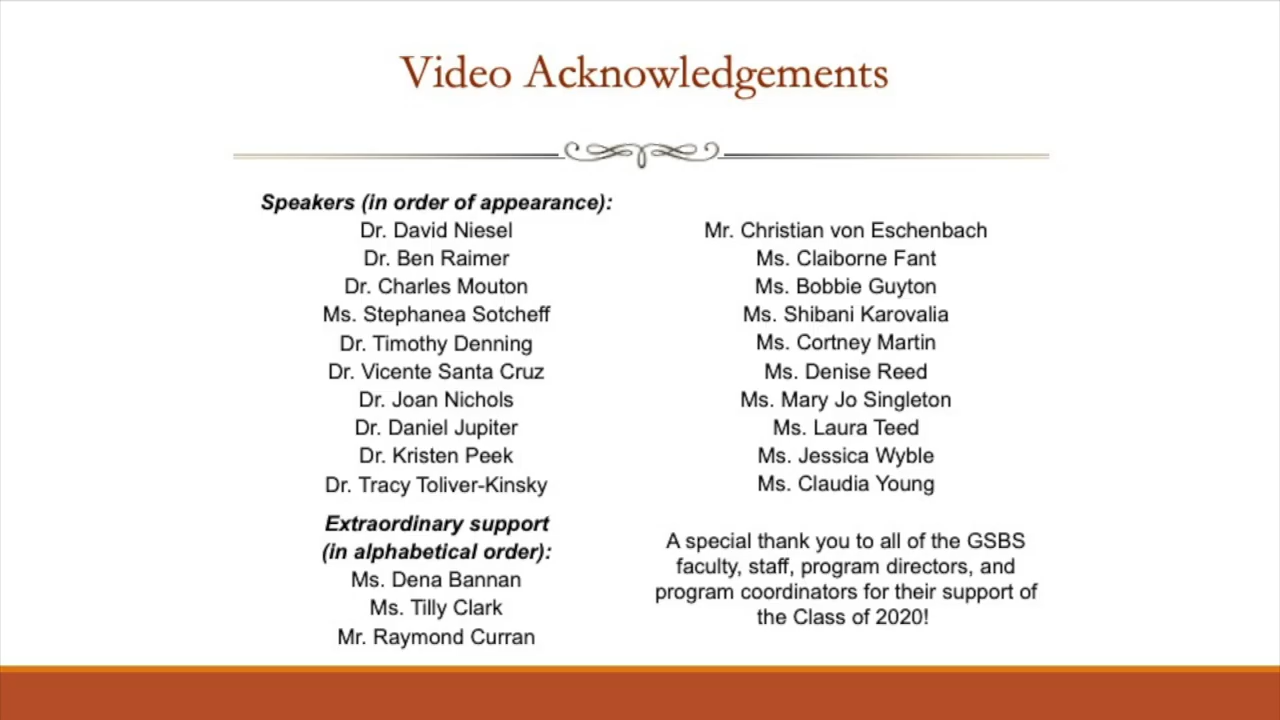 Video Acknowledgements
Speakers (in order of appearance):
Dr. David Niesel
Dr. Ben Raimer
Dr. Charles Mouton
Ms. Stephanea Sotcheff
Dr. Timothy Denning
Dr. Vicente Santa Cruz
Dr. Joan Nichols
Dr. Daniel Jupiter
Dr. Kristen Peek
Dr. Tracy Toliver-Kinsky
Extraordinary support
(in alphabetical order):
Ms. Dena Bannan
Ms. Tilly Clark
Mr. Raymond Curran
Mr. Christian von Eschenbach
Ms. Claiborne Fant
Ms. Bobbie Guyton
Ms. Shibani Karovalia
Ms. Cortney Martin
Ms. Denise Reed
Ms. Mary Jo Singleton
Ms. Laura Teed
Ms. Jessica Wyble
Ms. Claudia Young
A special thank you to all of the GSBS
faculty, staff, program directors, and
program coordinators for their support of
the Class of 2020!